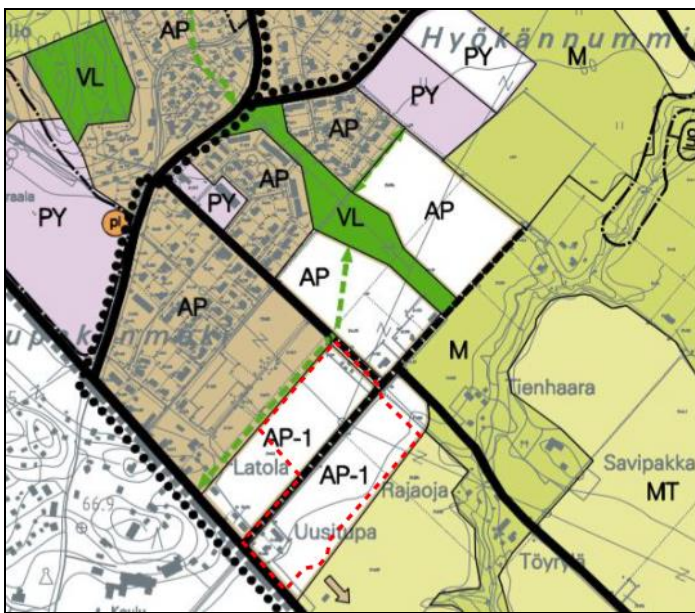 AP
Hyökännummi
PY
M
VL
PY
AP
AP
PY
PY
pl
VL
AP
AP
AP
M
Tienhaara
AP-1
Latola
AP-1
Rajaoja
Savipakka
MT
66.9
Uusitupa
Töyrylä